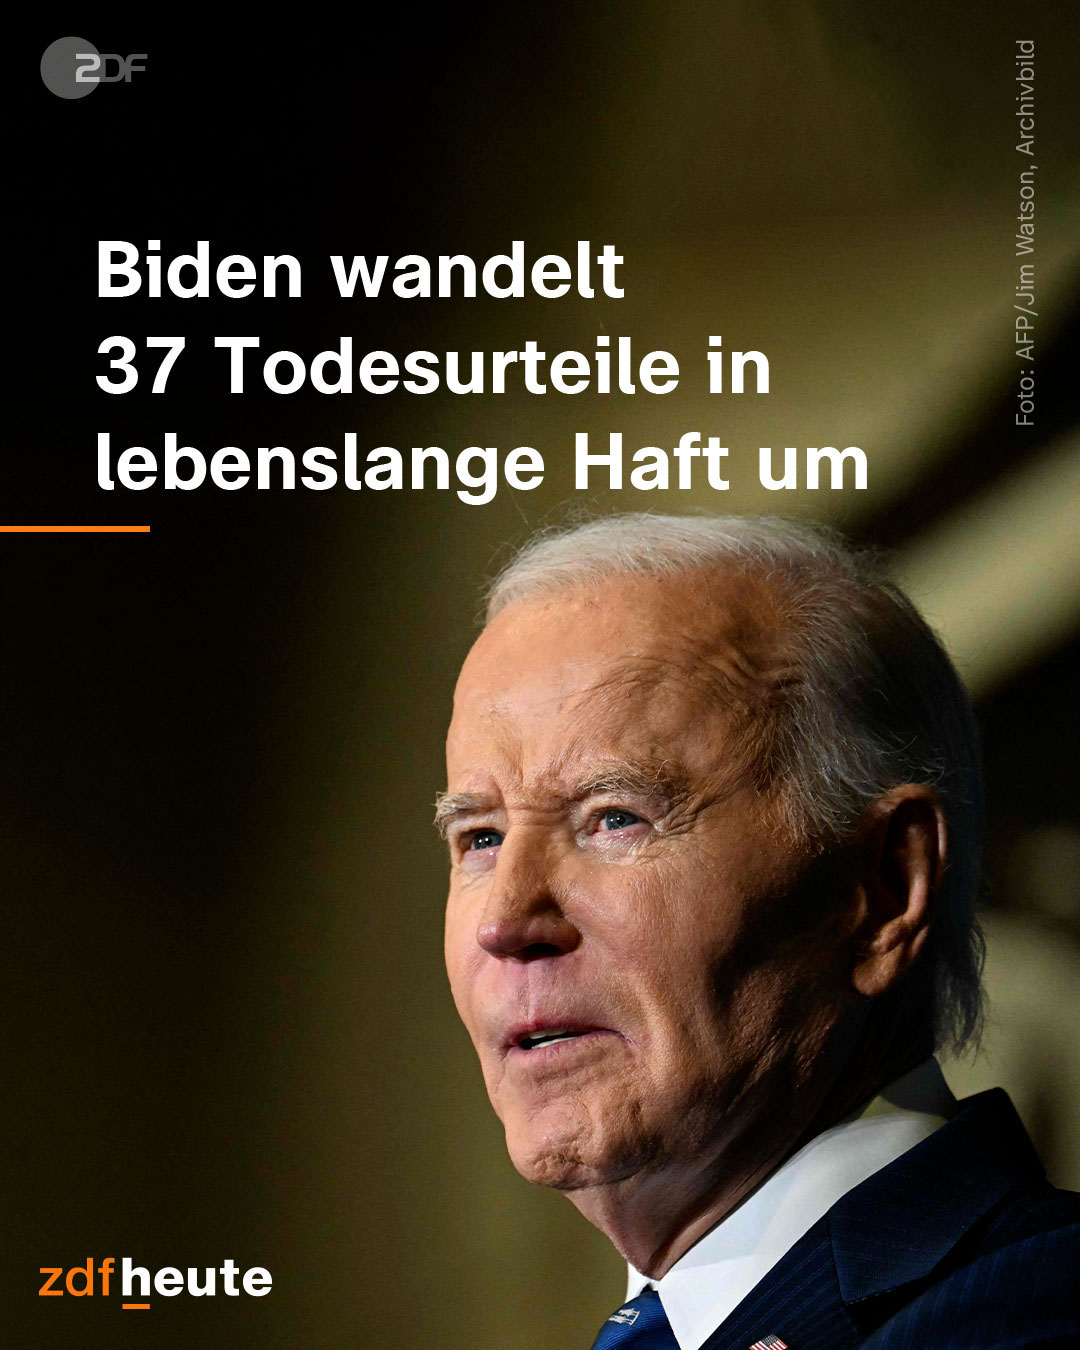 ZDF
Foto: AFP/Jim Watson, Archivbild
Biden wandelt
37 Todesurteile in
lebenslange Haft um
zdfheute